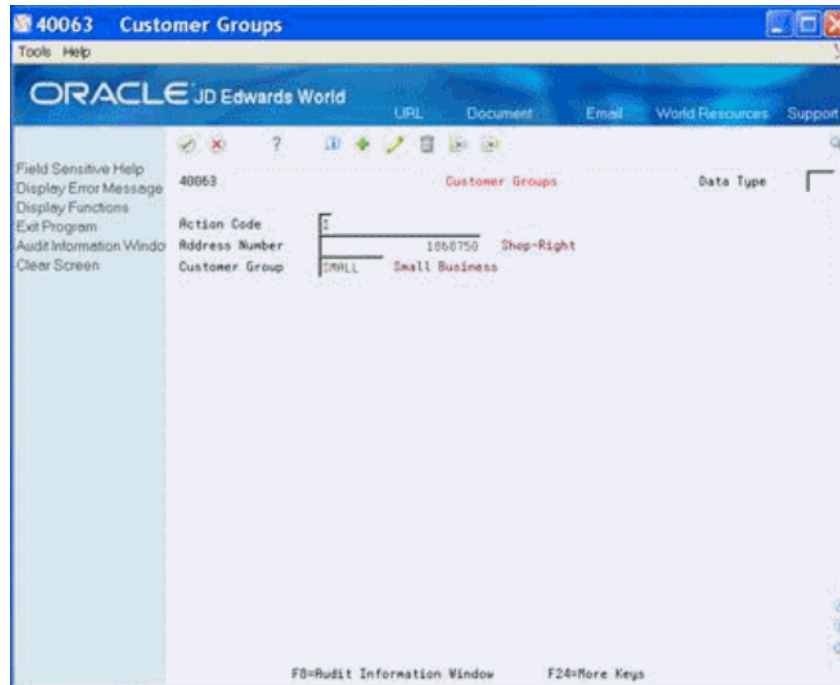 40063 Customer Groups
Tools Help
ORACLE JD Edwards World
URL Document Email World Resources Support
Field Sensitive Help
Display Error Message
Display Functions
Exit Program
Audit Information Windo
Clear Screen
?
40063 Customer Groups Data Type
Action Code I
Address Number 1868750 Shop-Right
Customer Group SMALL Small Business
F8=Audit Information Window F24=More Keys